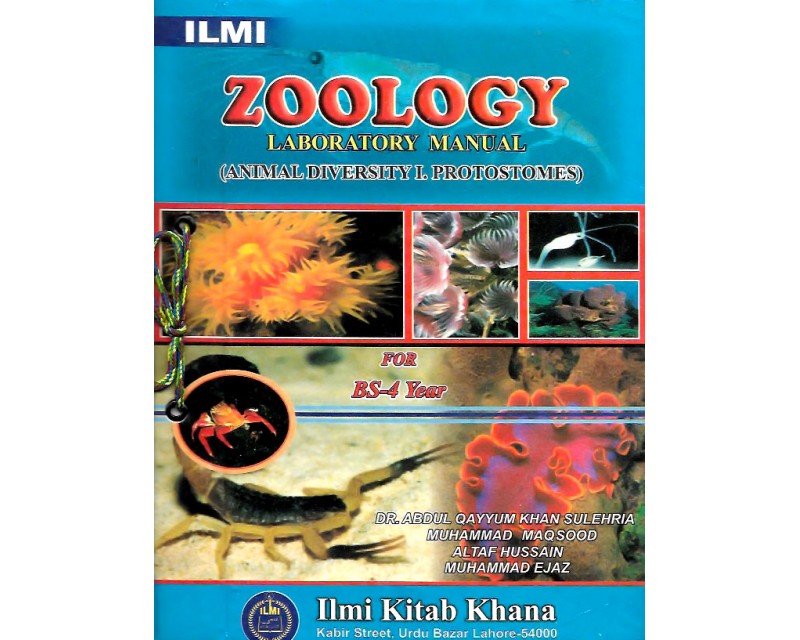 ILMI
ZOOLOGY
LABORATORY MANUAL
(ANIMAL DIVERSITY I. PROTOSTOMES)
FOR
BS-4 Year
DR. ABDUL QAYYUM KHAN SULEHRIA
MUHAMMAD MAQSOOD
ALTAF HUSSAIN
MUHAMMAD EJAZ
ILMI
Ilmi Kitab Khana
Kabir Street, Urdu Bazar Lahore-54000